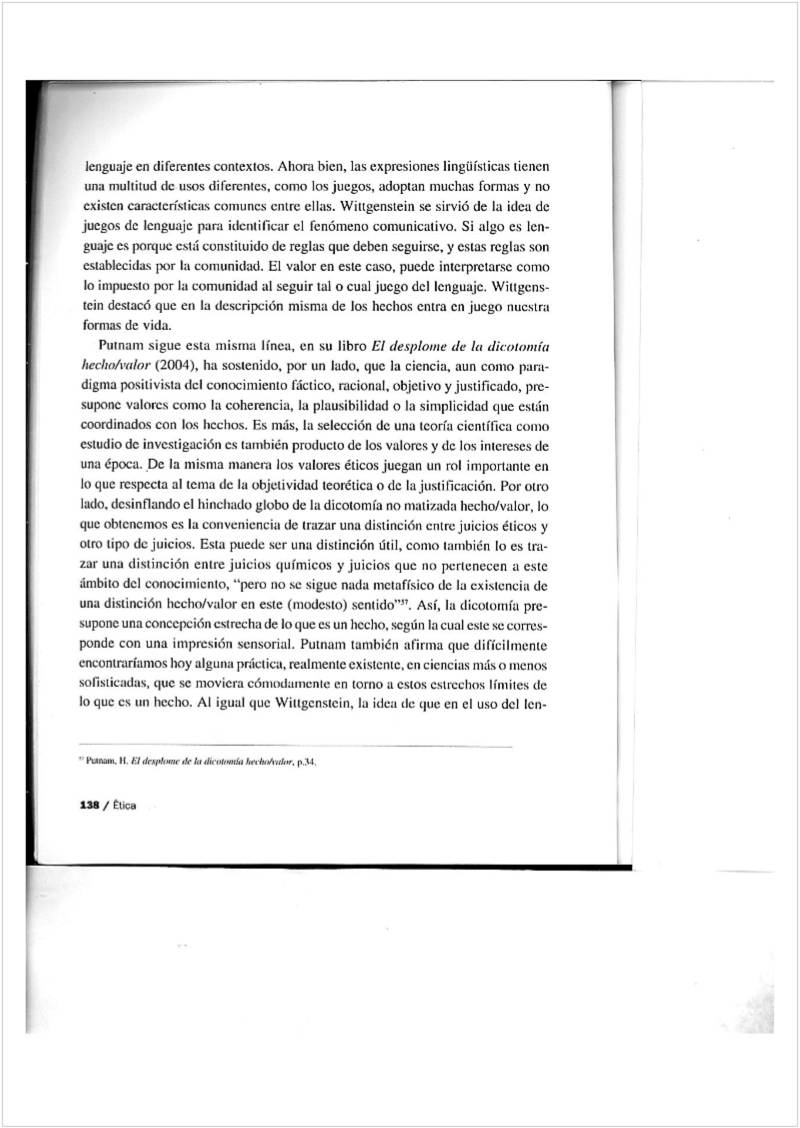 lenguaje en diferentes contextos. Ahora bien, las expresiones lingüísticas tienen
una multitud de usos diferentes, como los juegos, adoptan muchas formas y no
existen características comunes entre ellas. Wittgenstein se sirvió de la idea de
juegos de lenguaje para identificar el fenómeno comunicativo. Si algo es len-
guaje es porque está constituido de reglas que deben seguirse, y estas reglas son
establecidas por la comunidad. El valor en este caso, puede interpretarse como
lo impuesto por la comunidad al seguir tal o cual juego del lenguaje. Wittgens-
tein destacó que en la descripción misma de los hechos entra en juego nuestra
formas de vida.
Putnam sigue esta misma línea, en su libro El desplome de la dicotomía
hecho/valor (2004), ha sostenido, por un lado, que la ciencia, aun como para-
digma positivista del conocimiento fáctico, racional, objetivo y justificado, pre-
supone valores como la coherencia, la plausibilidad o la simplicidad que están
coordinados con los hechos. Es más, la selección de una teoría científica como
estudio de investigación es también producto de los valores y de los intereses de
una época. De la misma manera los valores éticos juegan un rol importante en
lo que respecta al tema de la objetividad teorética o de la justificación. Por otro
lado, desinflando el hinchado globo de la dicotomía no matizada hecho/valor, lo
que obtenemos es la conveniencia de trazar una distinción entre juicios éticos y
otro tipo de juicios. Esta puede ser una distinción útil, como también lo es tra-
zar una distinción entre juicios químicos y juicios que no pertenecen a este
ámbito del conocimiento, “pero no se sigue nada metafísico de la existencia de
una distinción hecho/valor en este (modesto) sentido”³⁷. Así, la dicotomía pre-
supone una concepción estrecha de lo que es un hecho, según la cual este se corres-
ponde con una impresión sensorial. Putnam también afirma que difícilmente
encontraríamos hoy alguna práctica, realmente existente, en ciencias más o menos
sofisticadas, que se moviera cómodamente en torno a estos estrechos límites de
lo que es un hecho. Al igual que Wittgenstein, la idea de que en el uso del len-
³⁷ Putnam, H. El desplome de la dicotomía hecho/valor, p.34.
138 / Ética